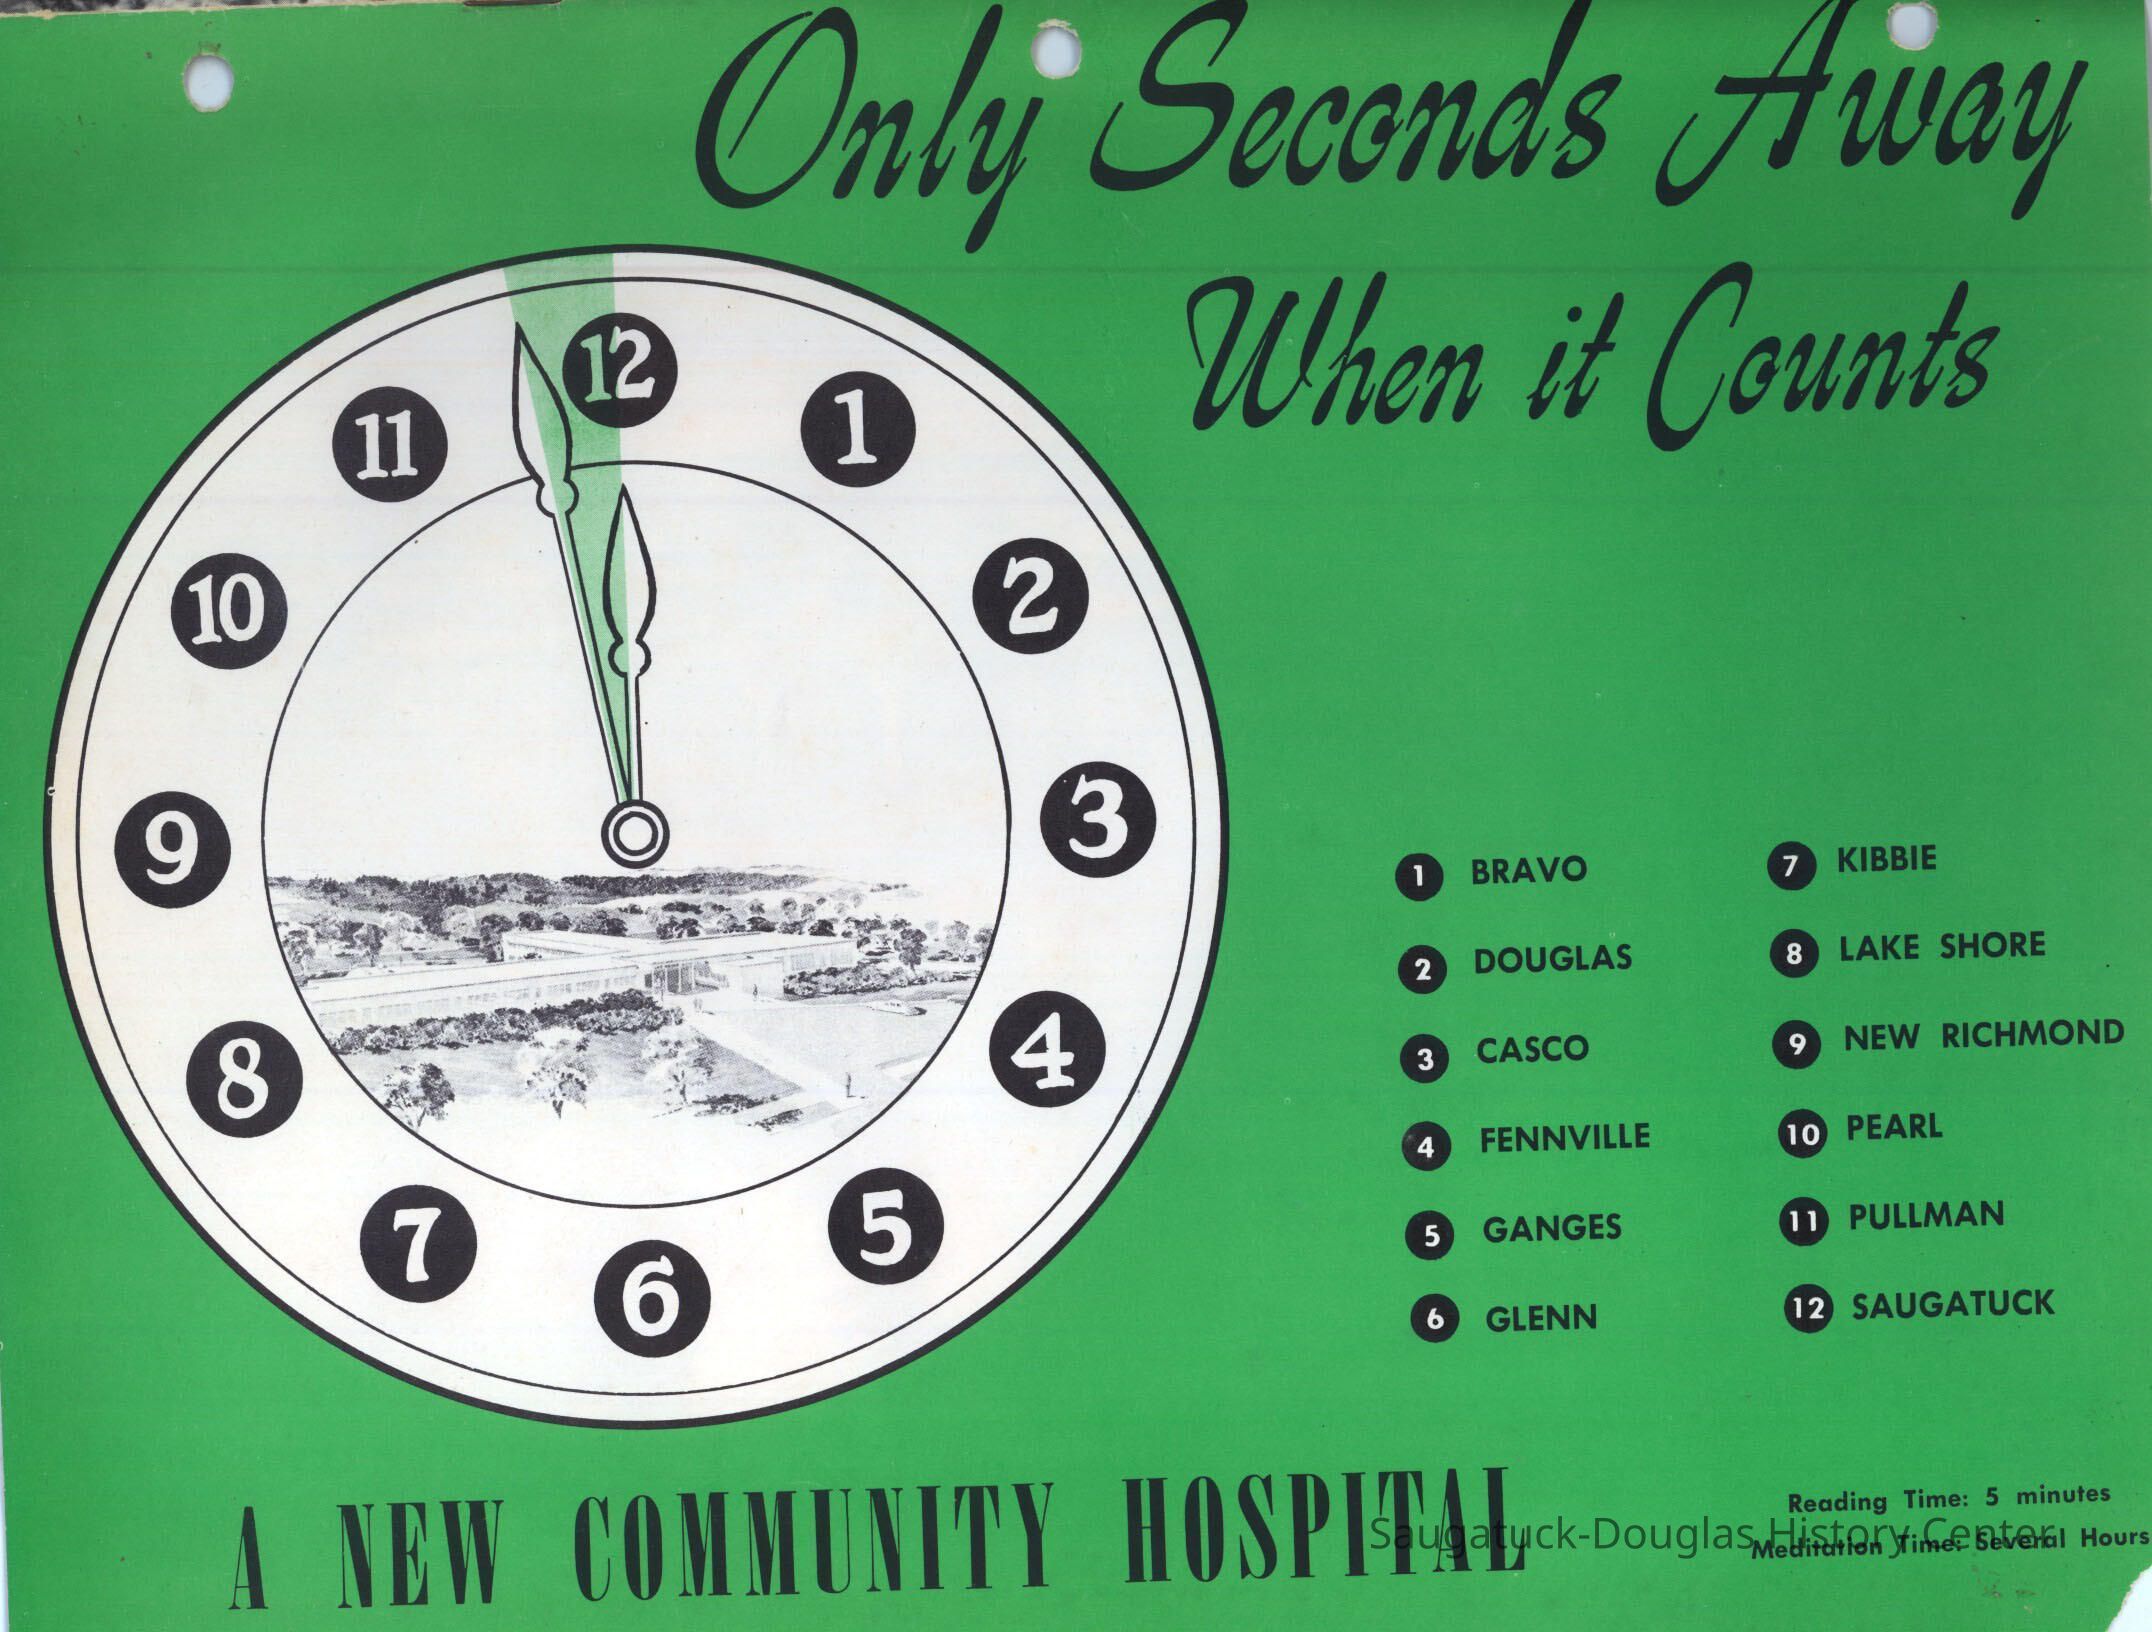 Only Seconds Away
When it Counts
12
11
1
10
2
9
3
8
4
7
5
6
1 BRAVO
2 DOUGLAS
3 CASCO
4 FENNVILLE
5 GANGES
6 GLENN
7 KIBBIE
8 LAKE SHORE
9 NEW RICHMOND
10 PEARL
11 PULLMAN
12 SAUGATUCK
A NEW COMMUNITY HOSPITAL
Reading Time: 5 minutes
Meditation Time: Several Hours
Saugatuck-Douglas History Center